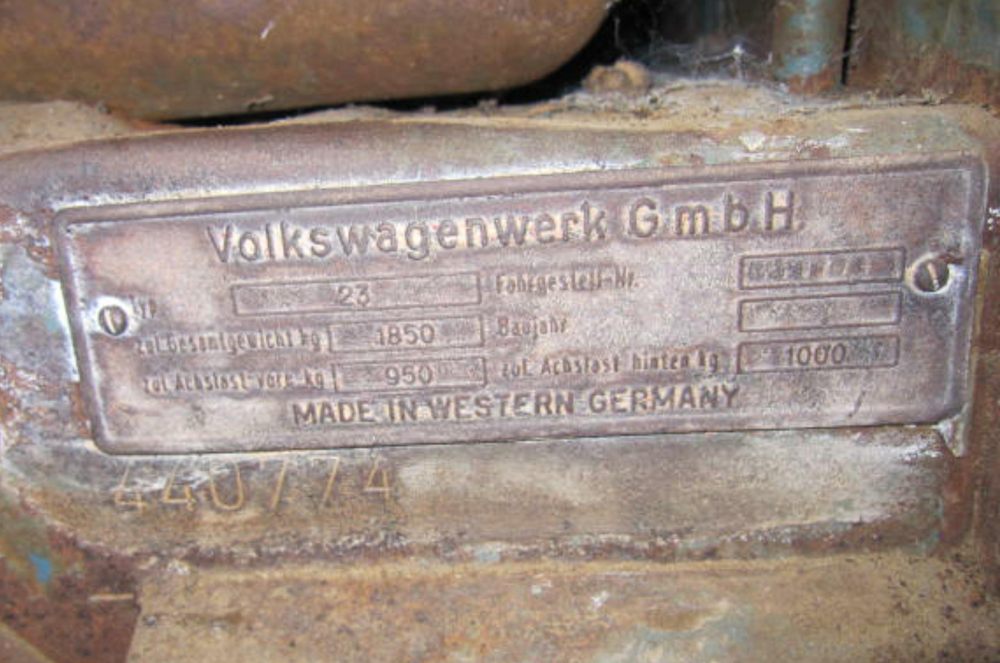 Volkswagenwerk G.m.b.H.
Typ 23 Fahrgestell-Nr.
zul. Gesamtgewicht kg 1850 Baujahr
zul. Achslast vorn kg 950 zul. Achslast hinten kg 1000
MADE IN WESTERN GERMANY
440774